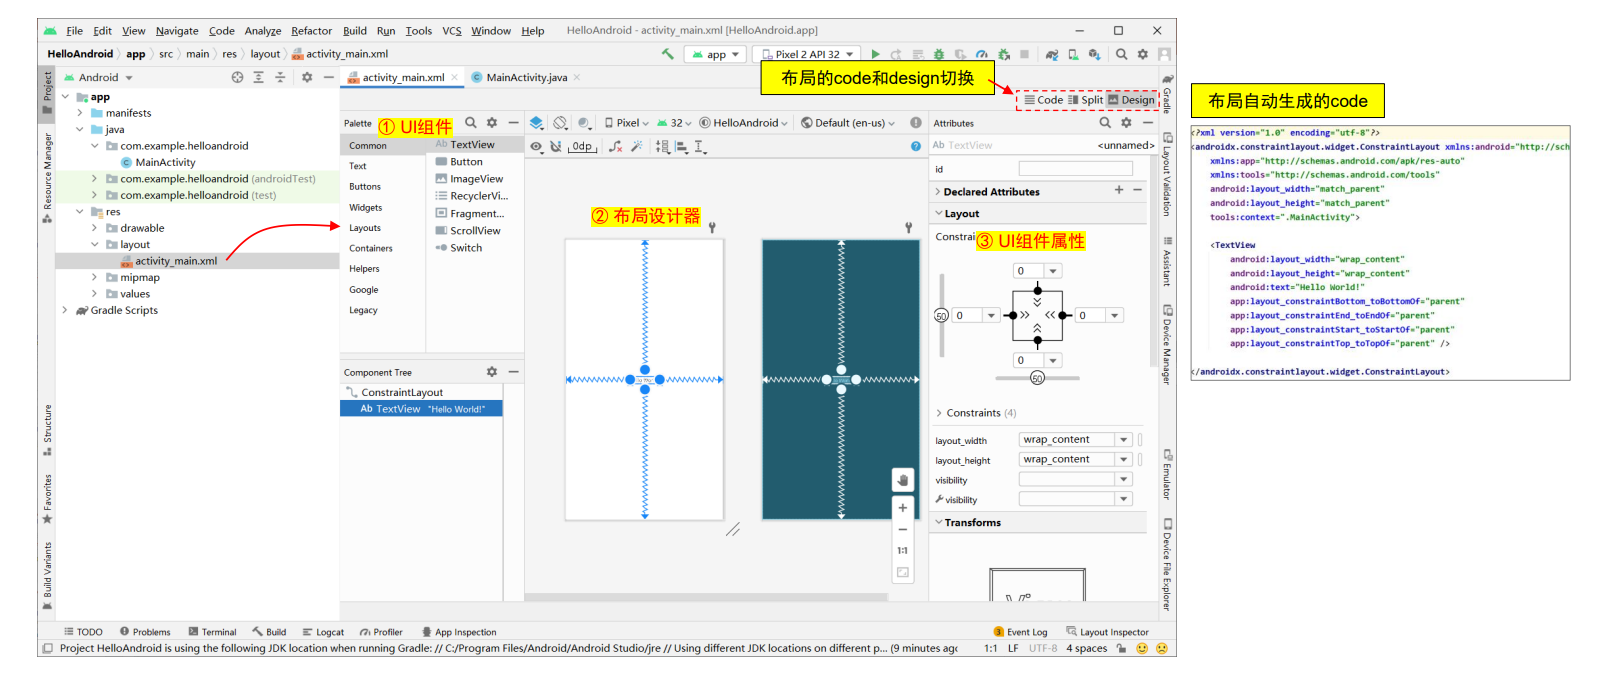 File Edit View Navigate Code Analyze Refactor Build Run Tools VCS Window Help HelloAndroid - activity_main.xml [HelloAndroid.app]
HelloAndroid app src main res layout activity_main.xml
app Pixel 2 API 32
布局的code和design切换
Project
Resource Manager
Structure
Favorites
Build Variants
Android
app
manifests
java
com.example.helloandroid
MainActivity
com.example.helloandroid (androidTest)
com.example.helloandroid (test)
res
drawable
layout
activity_main.xml
mipmap
values
Gradle Scripts
activity_main.xml MainActivity.java
Code Split Design
Palette
① UI组件
Common
Text
Buttons
Widgets
Layouts
Containers
Helpers
Google
Legacy
Ab TextView
Button
ImageView
RecyclerVi...
Fragment...
ScrollView
Switch
Component Tree
ConstraintLayout
Ab TextView "Hello World!"
Pixel 32 HelloAndroid Default (en-us)
0dp
② 布局设计器
1:1
Attributes
Ab TextView <unnamed>
id
Declared Attributes
Layout
Constrai
③ UI组件属性
0
50 0 0
0
50
Constraints (4)
layout_width wrap_content
layout_height wrap_content
visibility
visibility
Transforms
Gradle
Layout Validation
Assistant
Device Manager
Emulator
Device File Explorer
TODO Problems Terminal Build Logcat Profiler App Inspection 3 Event Log Layout Inspector
Project HelloAndroid is using the following JDK location when running Gradle: // C:/Program Files/Android/Android Studio/jre // Using different JDK locations on different p... (9 minutes agc 1:1 LF UTF-8 4 spaces
布局自动生成的code
<?xml version="1.0" encoding="utf-8"?>
<androidx.constraintlayout.widget.ConstraintLayout xmlns:android="http://sch
xmlns:app="http://schemas.android.com/apk/res-auto"
xmlns:tools="http://schemas.android.com/tools"
android:layout_width="match_parent"
android:layout_height="match_parent"
tools:context=".MainActivity">
<TextView
android:layout_width="wrap_content"
android:layout_height="wrap_content"
android:text="Hello World!"
app:layout_constraintBottom_toBottomOf="parent"
app:layout_constraintEnd_toEndOf="parent"
app:layout_constraintStart_toStartOf="parent"
app:layout_constraintTop_toTopOf="parent" />
</androidx.constraintlayout.widget.ConstraintLayout>